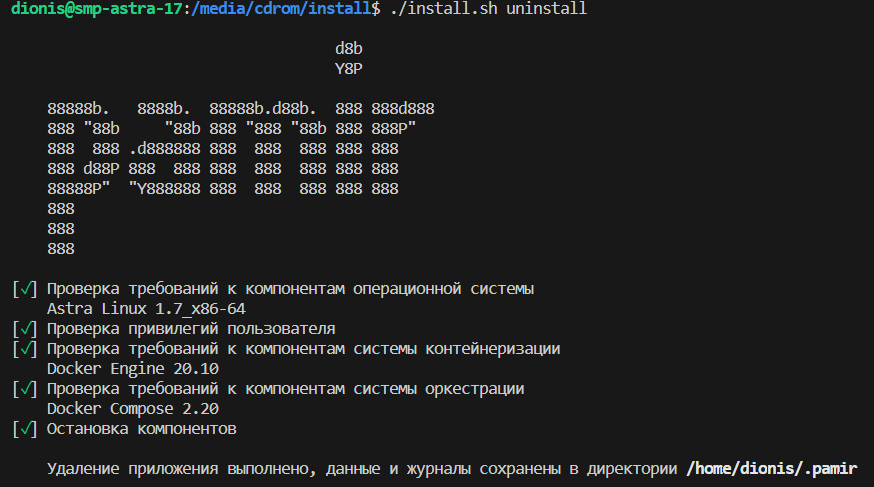 dionis@smp-astra-17:/media/cdrom/install$ ./install.sh uninstall
                                    d8b
                                    Y8P
    88888b.   8888b.  88888b.d88b.  888 888d888
    888 "88b     "88b 888 "888 "88b 888 888P"
    888  888 .d888888 888  888  888 888 888
    888 d88P 888  888 888  888  888 888 888
    88888P"  "Y888888 888  888  888 888 888
    888
    888
    888
[✓] Проверка требований к компонентам операционной системы
    Astra Linux 1.7_x86-64
[✓] Проверка привилегий пользователя
[✓] Проверка требований к компонентам системы контейнеризации
    Docker Engine 20.10
[✓] Проверка требований к компонентам системы оркестрации
    Docker Compose 2.20
[✓] Остановка компонентов
    Удаление приложения выполнено, данные и журналы сохранены в директории /home/dionis/.pamir